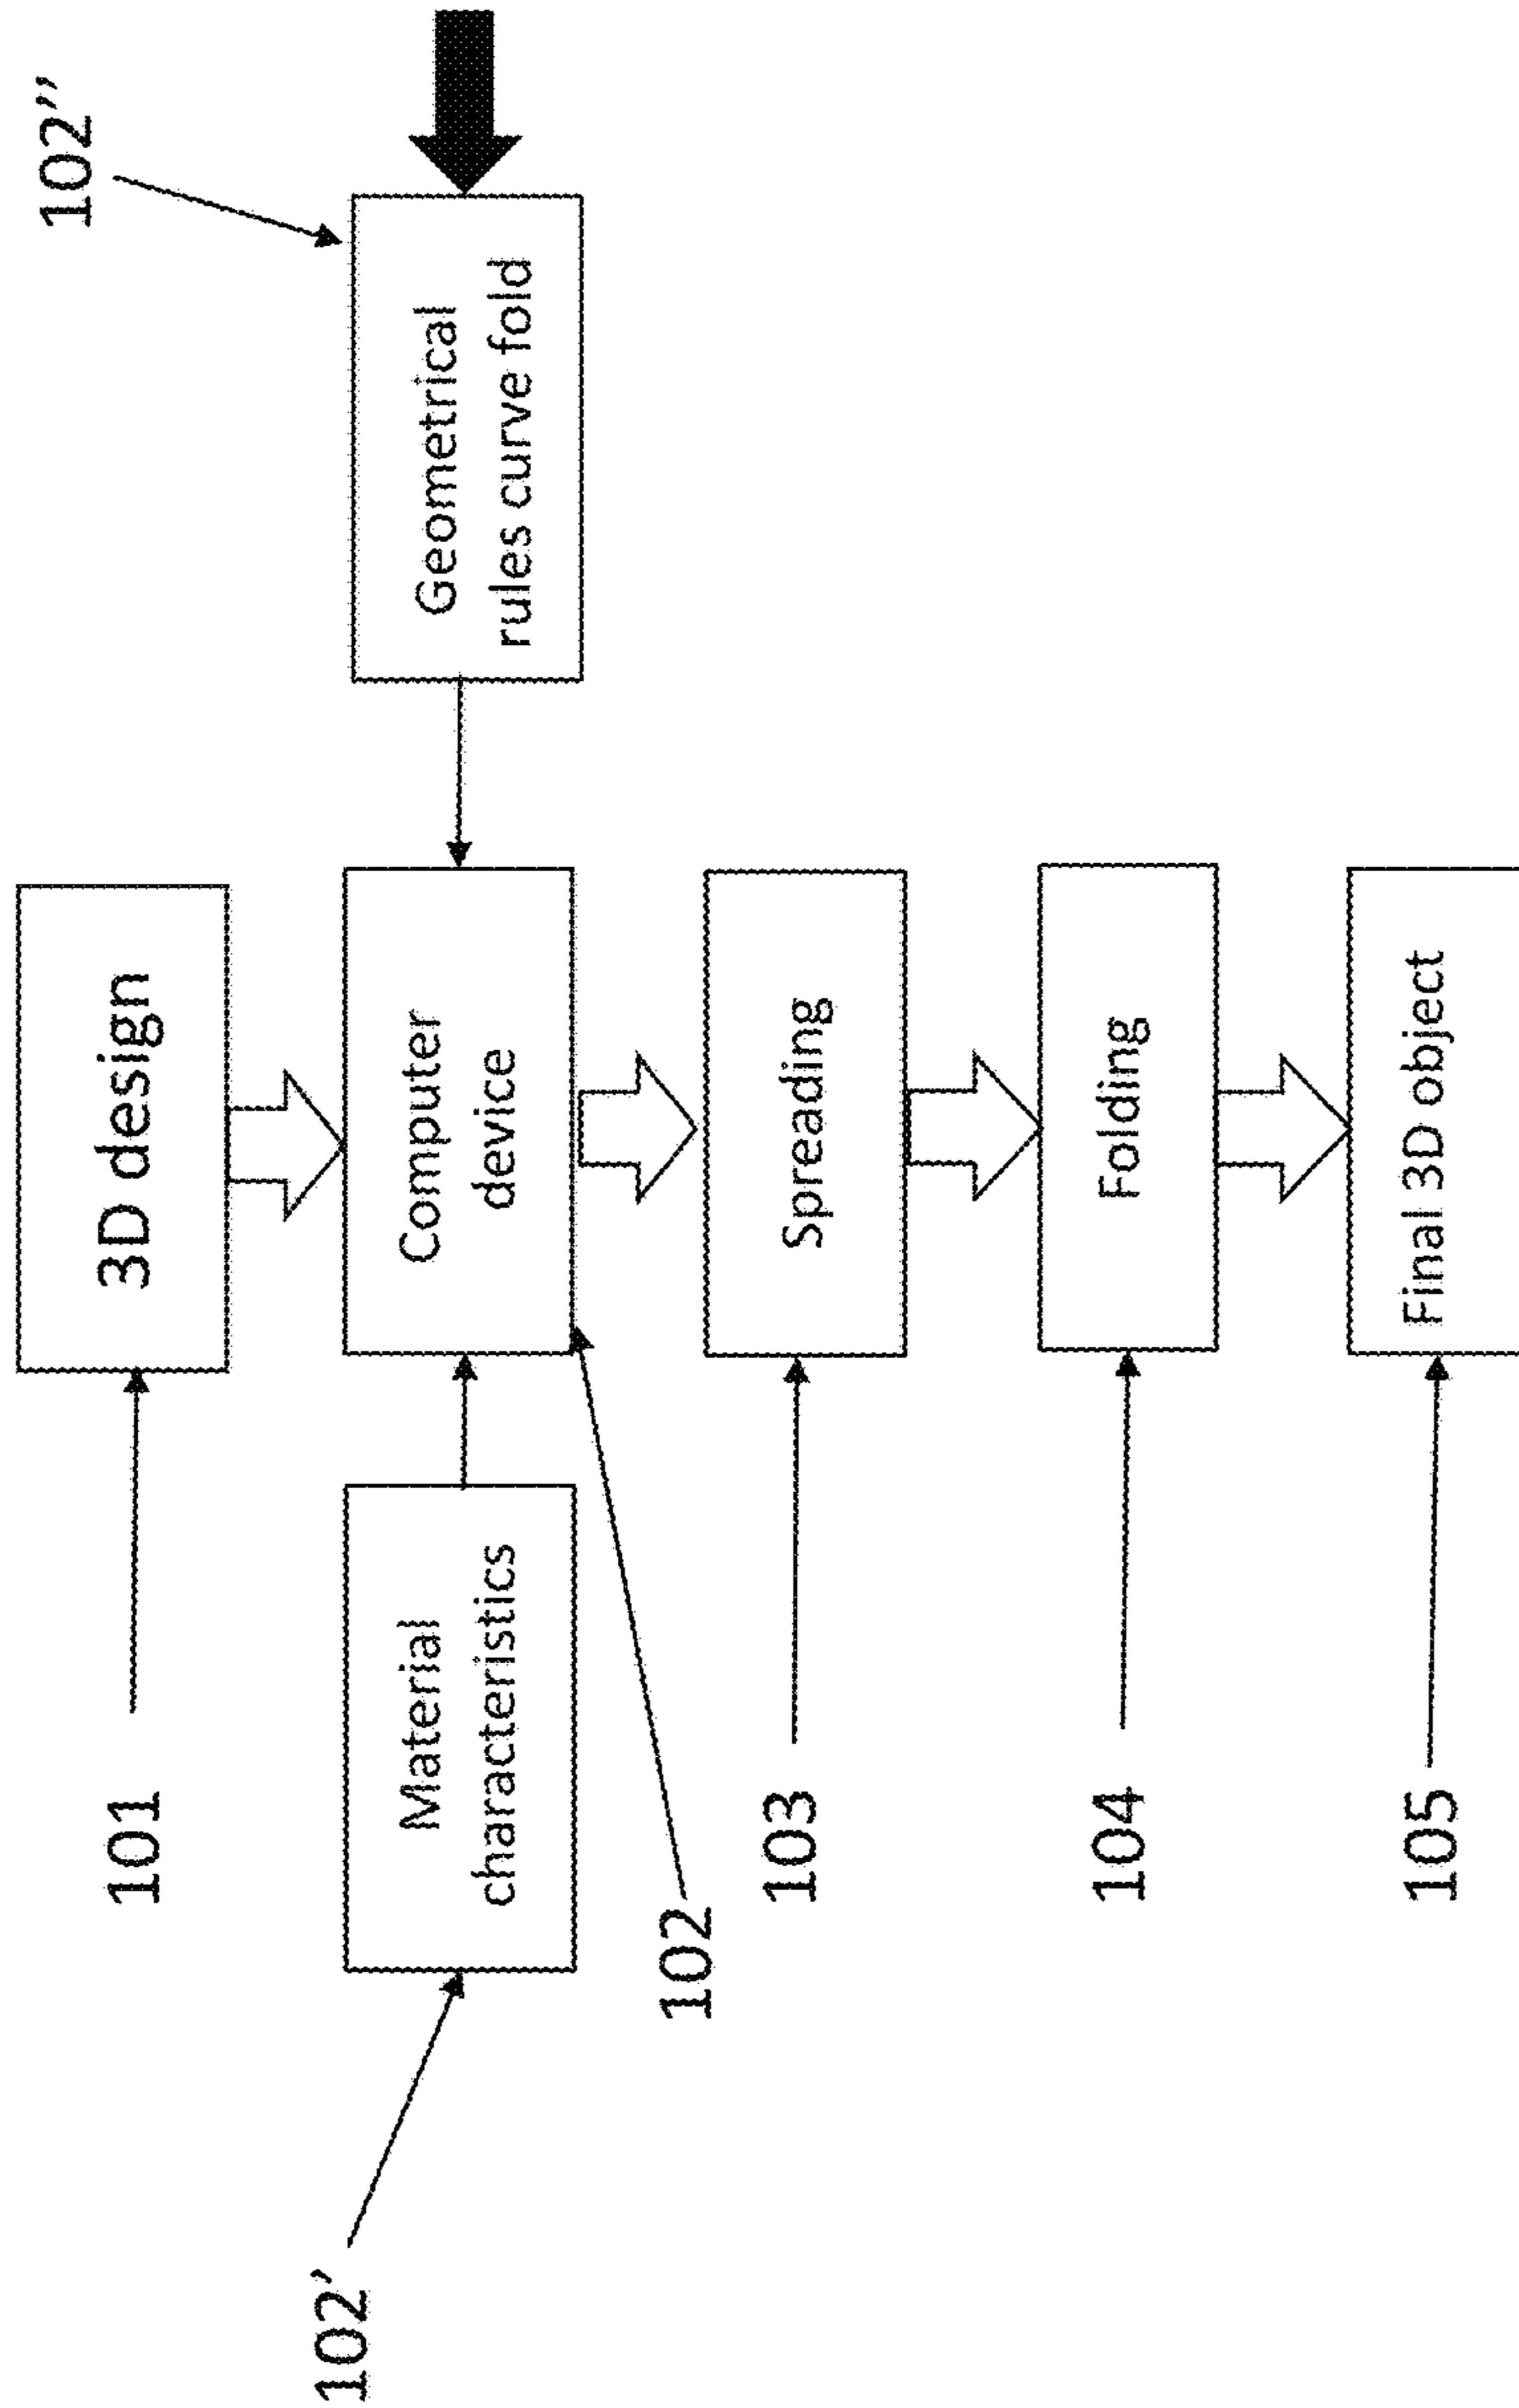 102''
Geometrical
rules curve fold
3D design
Computer
device
Spreading
Folding
Final 3D object
Material
characteristics
101
102
103
104
105
102'